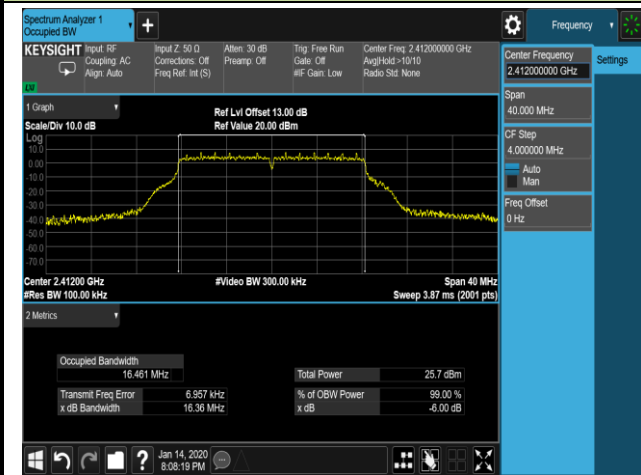 Spectrum Analyzer 1
Occupied BW
Frequency
KEYSIGHT
Input: RF
Coupling: AC
Align: Auto
Input Z: 50 Ω
Corrections: Off
Freq Ref: Int (S)
Atten: 30 dB
Preamp: Off
Trig: Free Run
Gate: Off
#IF Gain: Low
Center Freq: 2.412000000 GHz
Avg|Hold:>10/10
Radio Std: None
Center Frequency
2.412000000 GHz
Settings
Span
40.000 MHz
CF Step
4.000000 MHz
Auto
Man
Freq Offset
0 Hz
1 Graph
Scale/Div 10.0 dB
Ref Lvl Offset 13.00 dB
Ref Value 20.00 dBm
Log
10.0
0.00
-10.0
-20.0
-30.0
-40.0
-50.0
-60.0
-70.0
Center 2.41200 GHz
#Res BW 100.00 kHz
#Video BW 300.00 kHz
Span 40 MHz
Sweep 3.87 ms (2001 pts)
2 Metrics
Occupied Bandwidth
16.461 MHz
Total Power 25.7 dBm
Transmit Freq Error 6.957 kHz
% of OBW Power 99.00 %
x dB Bandwidth 16.36 MHz
x dB -6.00 dB
Jan 14, 2020
8:08:19 PM